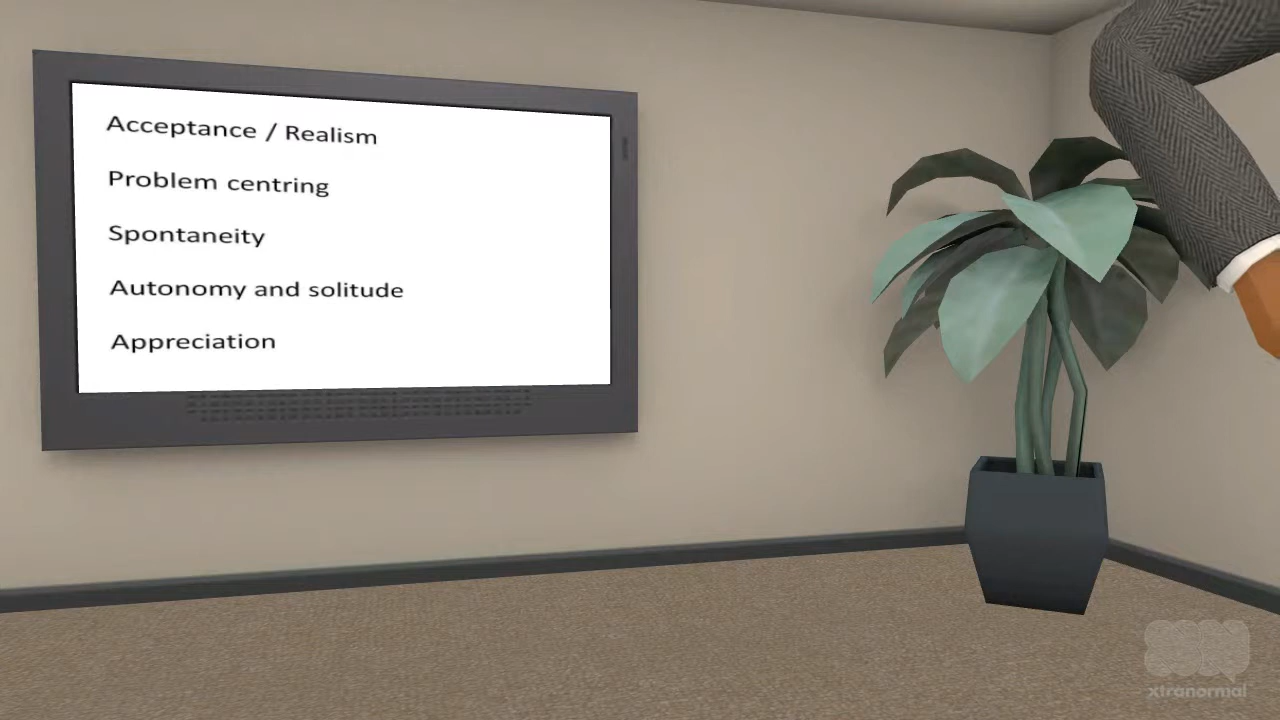 Acceptance / Realism
Problem centring
Spontaneity
Autonomy and solitude
Appreciation
xtranormal